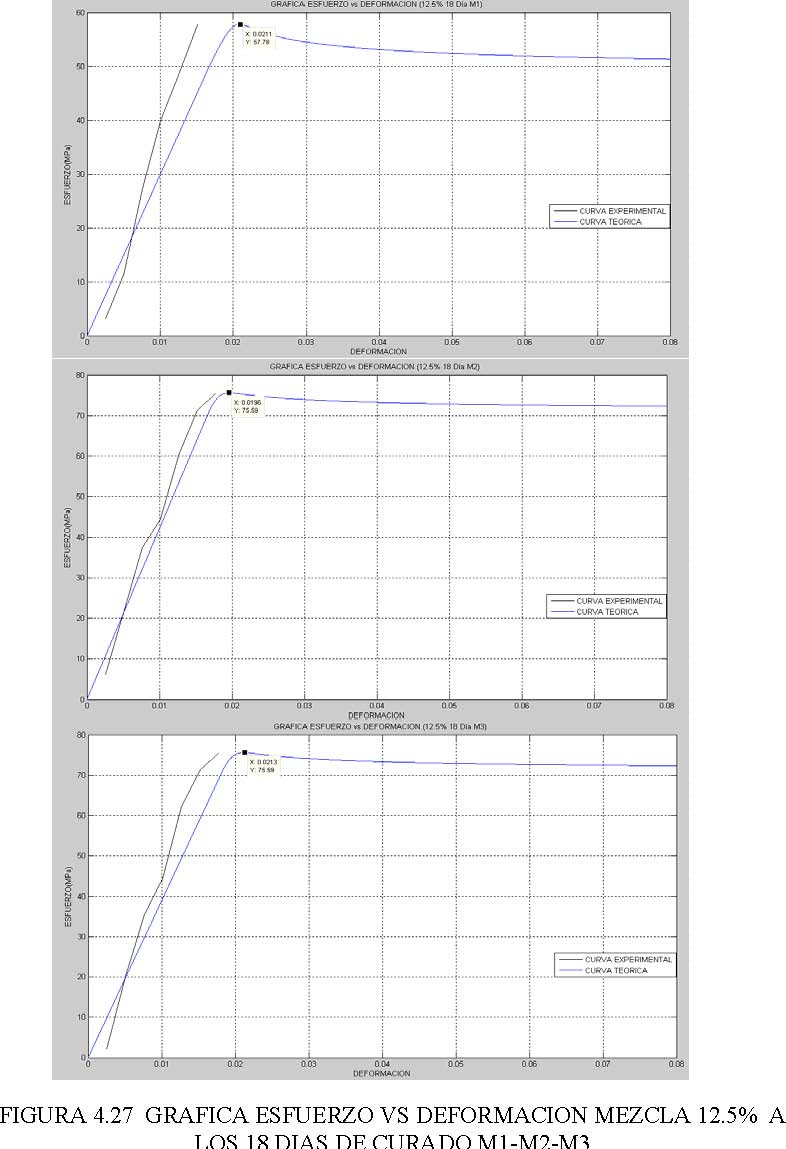 GRAFICA ESFUERZO vs DEFORMACION (12.5% 18 Día M1)
60
50
40
30
20
10
0
ESFUERZO(MPa)
X: 0.0211
Y: 57.78
CURVA EXPERIMENTAL
CURVA TEORICA
0 0.01 0.02 0.03 0.04 0.05 0.06 0.07 0.08
DEFORMACION
GRAFICA ESFUERZO vs DEFORMACION (12.5% 18 Día M2)
80
70
60
50
40
30
20
10
0
ESFUERZO(MPa)
X: 0.0196
Y: 75.59
CURVA EXPERIMENTAL
CURVA TEORICA
0 0.01 0.02 0.03 0.04 0.05 0.06 0.07 0.08
DEFORMACION
GRAFICA ESFUERZO vs DEFORMACION (12.5% 18 Día M3)
80
70
60
50
40
30
20
10
0
ESFUERZO(MPa)
X: 0.0213
Y: 75.59
CURVA EXPERIMENTAL
CURVA TEORICA
0 0.01 0.02 0.03 0.04 0.05 0.06 0.07 0.08
DEFORMACION
FIGURA 4.27 GRAFICA ESFUERZO VS DEFORMACION MEZCLA 12.5% A
LOS 18 DIAS DE CURADO M1-M2-M3